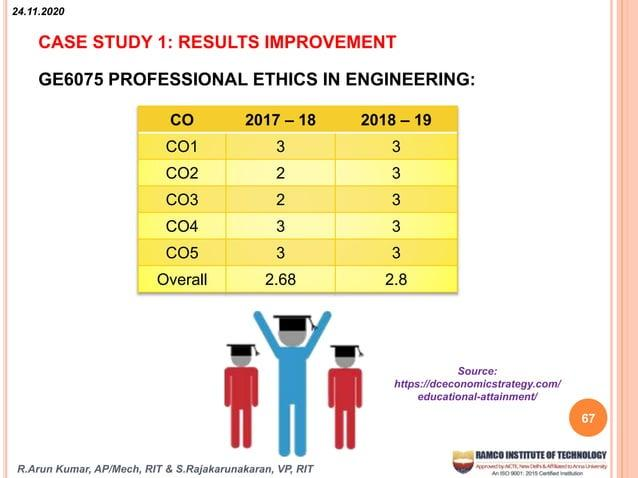 24.11.2020
CASE STUDY 1: RESULTS IMPROVEMENT
GE6075 PROFESSIONAL ETHICS IN ENGINEERING:
CO 2017 – 18 2018 – 19
CO1 3 3
CO2 2 3
CO3 2 3
CO4 3 3
CO5 3 3
Overall 2.68 2.8
Source:
https://dceconomicstrategy.com/
educational-attainment/
67
RAMCO INSTITUTE OF TECHNOLOGY
Approved by AICTE, New Delhi & Affiliated to Anna University
An ISO 9001: 2015 Certified Institution
R.Arun Kumar, AP/Mech, RIT & S.Rajakarunakaran, VP, RIT